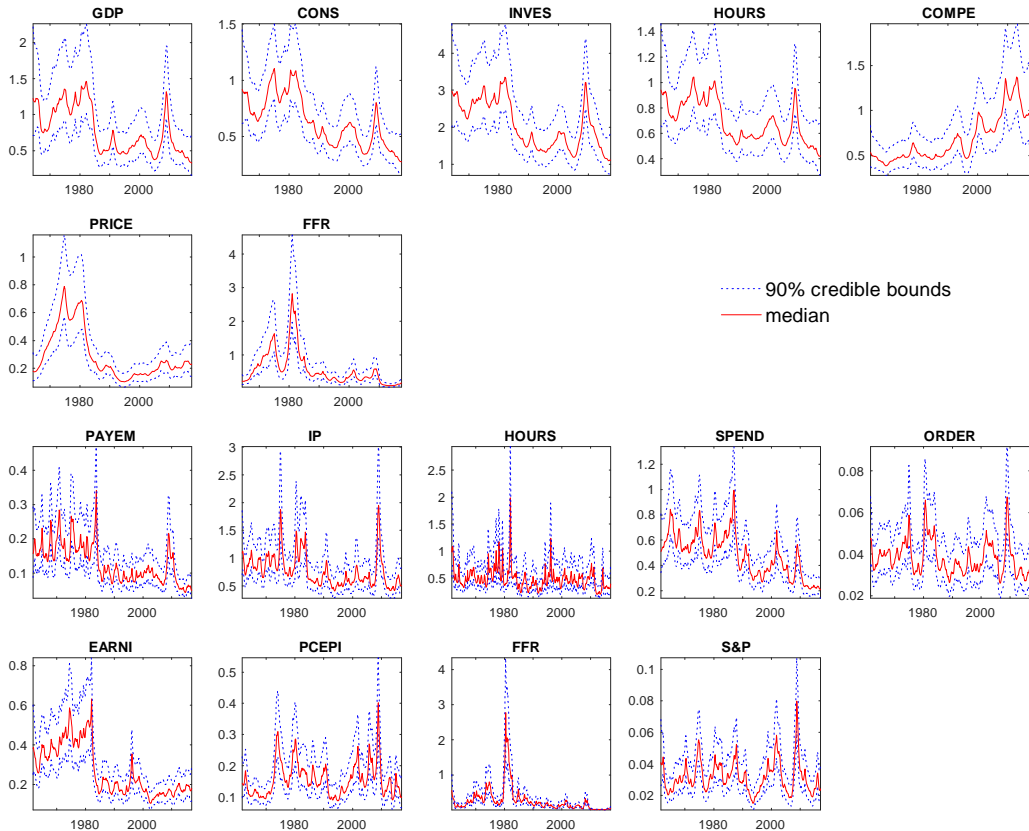 GDP CONS INVES HOURS COMPE
2 1.5 1.5 1 0.5 4 3 2 1 1.4 1.2 1 0.8 0.6 0.4 1.5 1 0.5
1 0.5
1980 2000 1980 2000 1980 2000 1980 2000 1980 2000
PRICE FFR
1 0.8 0.6 0.4 0.2 4 3 2 1
90% credible bounds
median
1980 2000 1980 2000
PAYEM IP HOURS SPEND ORDER
0.4 0.3 0.2 0.1 3 2.5 2 1.5 1 0.5 2.5 2 1.5 1 0.5 1.2 1 0.8 0.6 0.4 0.2 0.08 0.06 0.04 0.02
1980 2000 1980 2000 1980 2000 1980 2000 1980 2000
EARNI PCEPI FFR S&P
0.8 0.6 0.4 0.2 0.5 0.4 0.3 0.2 0.1 4 3 2 1 0.1 0.08 0.06 0.04 0.02
1980 2000 1980 2000 1980 2000 1980 2000